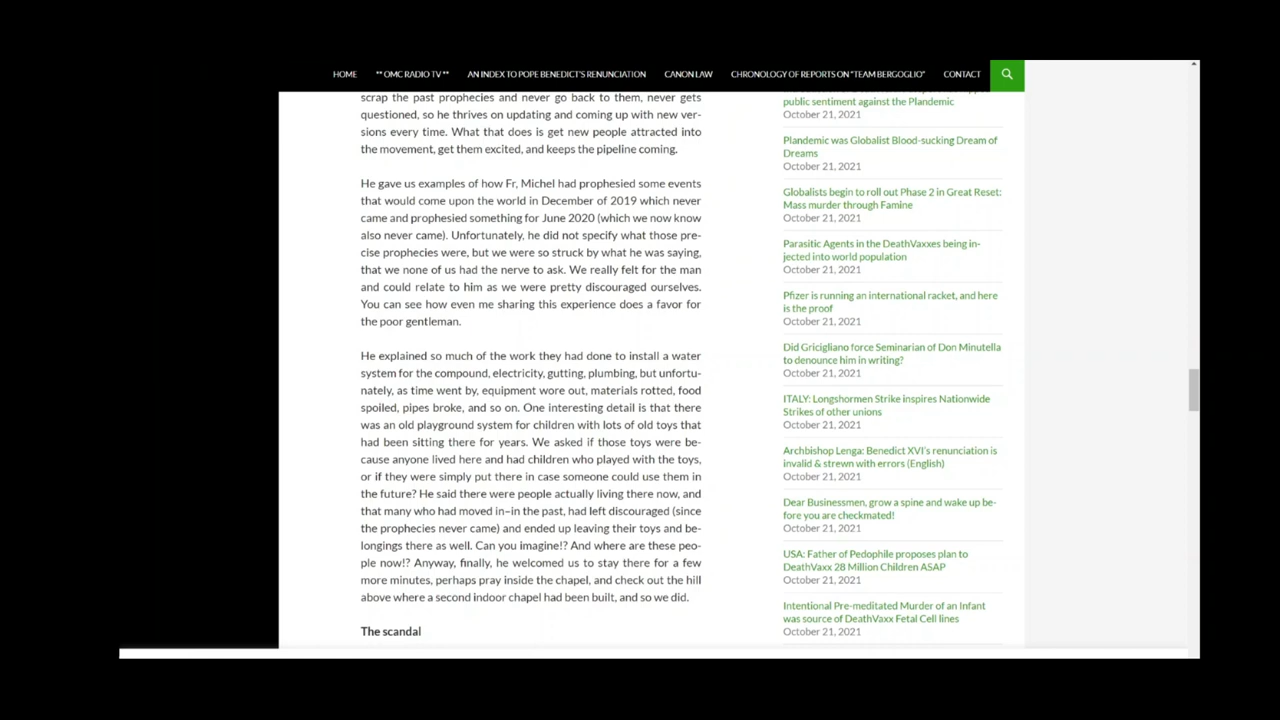 HOME ** OMC RADIO TV ** AN INDEX TO POPE BENEDICT'S RENUNCIATION CANON LAW CHRONOLOGY OF REPORTS ON "TEAM BERGOGLIO" CONTACT
scrap the past prophecies and never go back to them, never gets
questioned, so he thrives on updating and coming up with new ver-
sions every time. What that does is get new people attracted into
the movement, get them excited, and keeps the pipeline coming.
He gave us examples of how Fr, Michel had prophesied some events
that would come upon the world in December of 2019 which never
came and prophesied something for June 2020 (which we now know
also never came). Unfortunately, he did not specify what those pre-
cise prophecies were, but we were so struck by what he was saying,
that we none of us had the nerve to ask. We really felt for the man
and could relate to him as we were pretty discouraged ourselves.
You can see how even me sharing this experience does a favor for
the poor gentleman.
He explained so much of the work they had done to install a water
system for the compound, electricity, gutting, plumbing, but unfortu-
nately, as time went by, equipment wore out, materials rotted, food
spoiled, pipes broke, and so on. One interesting detail is that there
was an old playground system for children with lots of old toys that
had been sitting there for years. We asked if those toys were be-
cause anyone lived here and had children who played with the toys,
or if they were simply put there in case someone could use them in
the future? He said there were people actually living there now, and
that many who had moved in–in the past, had left discouraged (since
the prophecies never came) and ended up leaving their toys and be-
longings there as well. Can you imagine!? And where are these peo-
ple now!? Anyway, finally, he welcomed us to stay there for a few
more minutes, perhaps pray inside the chapel, and check out the hill
above where a second indoor chapel had been built, and so we did.
The scandal
public sentiment against the Plandemic
October 21, 2021
Plandemic was Globalist Blood-sucking Dream of
Dreams
October 21, 2021
Globalists begin to roll out Phase 2 in Great Reset:
Mass murder through Famine
October 21, 2021
Parasitic Agents in the DeathVaxxes being in-
jected into world population
October 21, 2021
Pfizer is running an international racket, and here
is the proof
October 21, 2021
Did Gricigliano force Seminarian of Don Minutella
to denounce him in writing?
October 21, 2021
ITALY: Longshormen Strike inspires Nationwide
Strikes of other unions
October 21, 2021
Archbishop Lenga: Benedict XVI's renunciation is
invalid & strewn with errors (English)
October 21, 2021
Dear Businessmen, grow a spine and wake up be-
fore you are checkmated!
October 21, 2021
USA: Father of Pedophile proposes plan to
DeathVaxx 28 Million Children ASAP
October 21, 2021
Intentional Pre-meditated Murder of an Infant
was source of DeathVaxx Fetal Cell lines
October 21, 2021